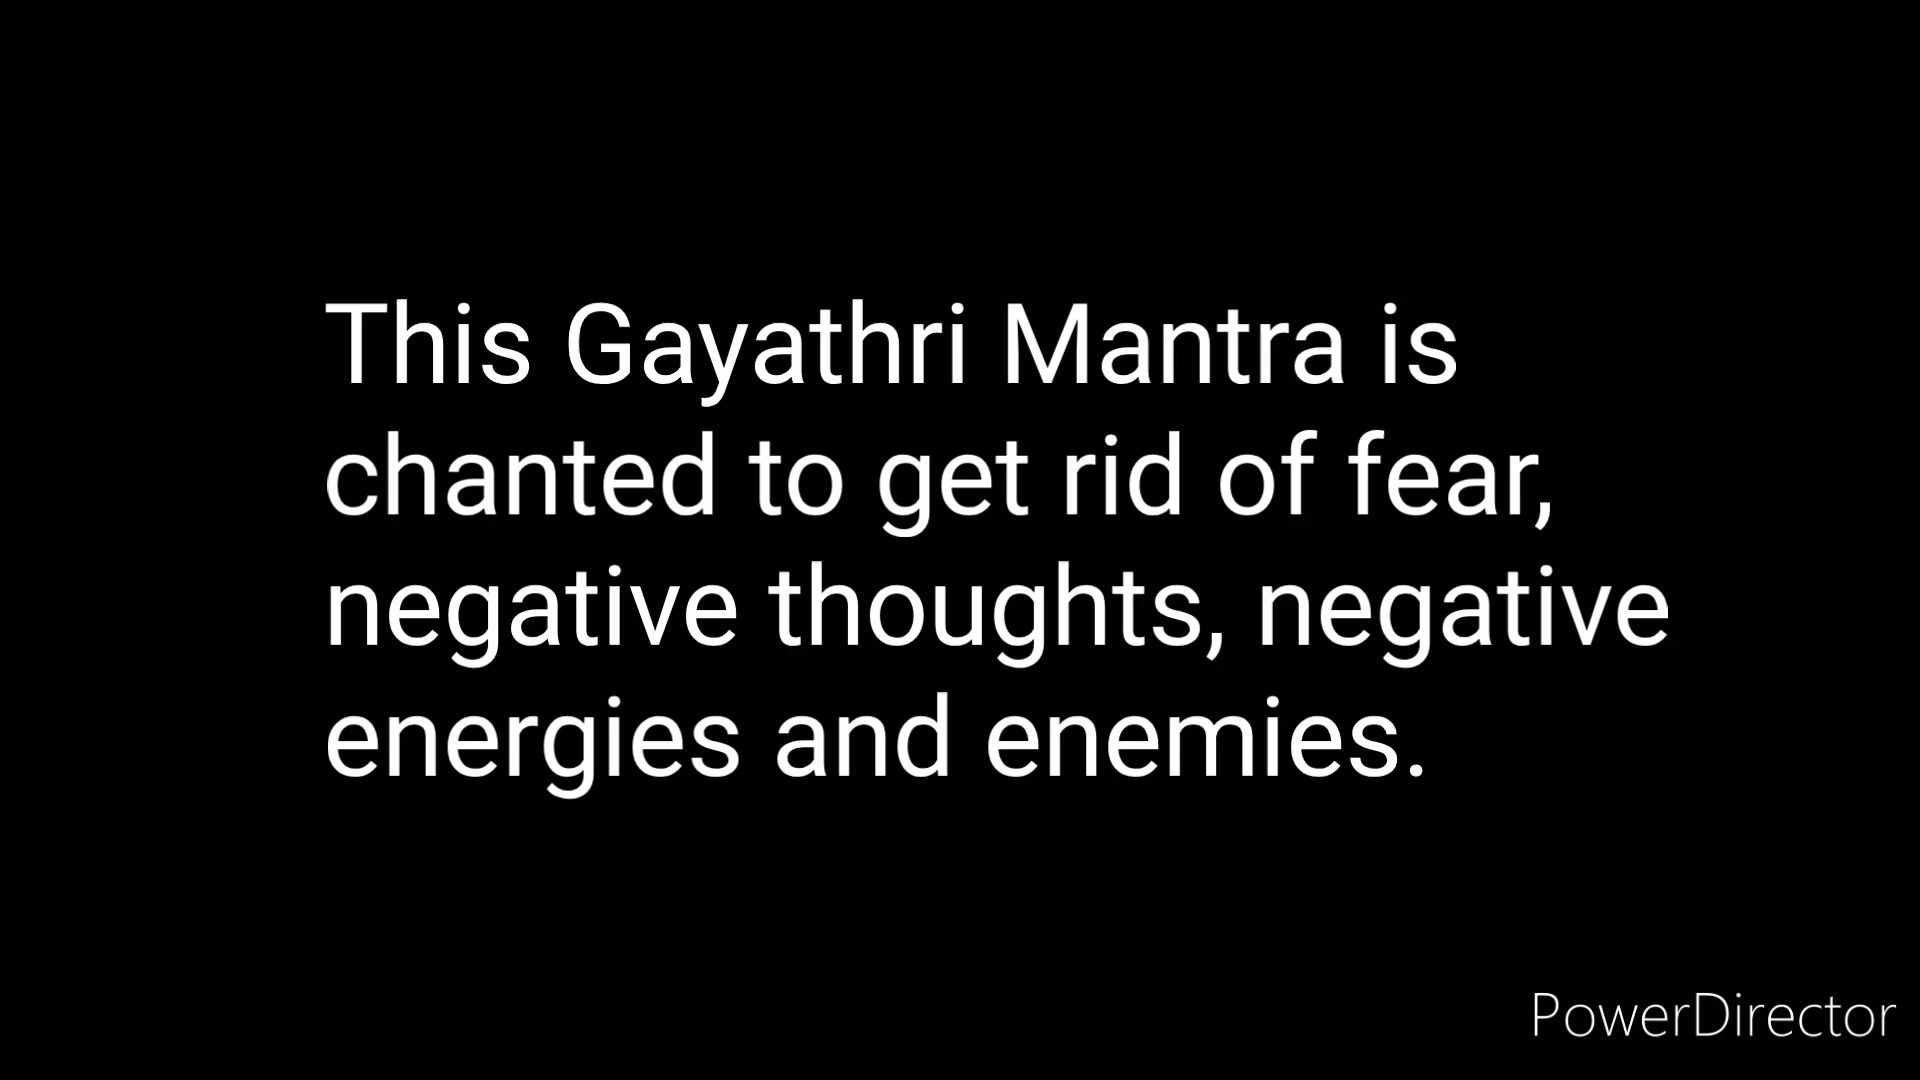 This Gayathri Mantra is
chanted to get rid of fear,
negative thoughts, negative
energies and enemies.
PowerDirector